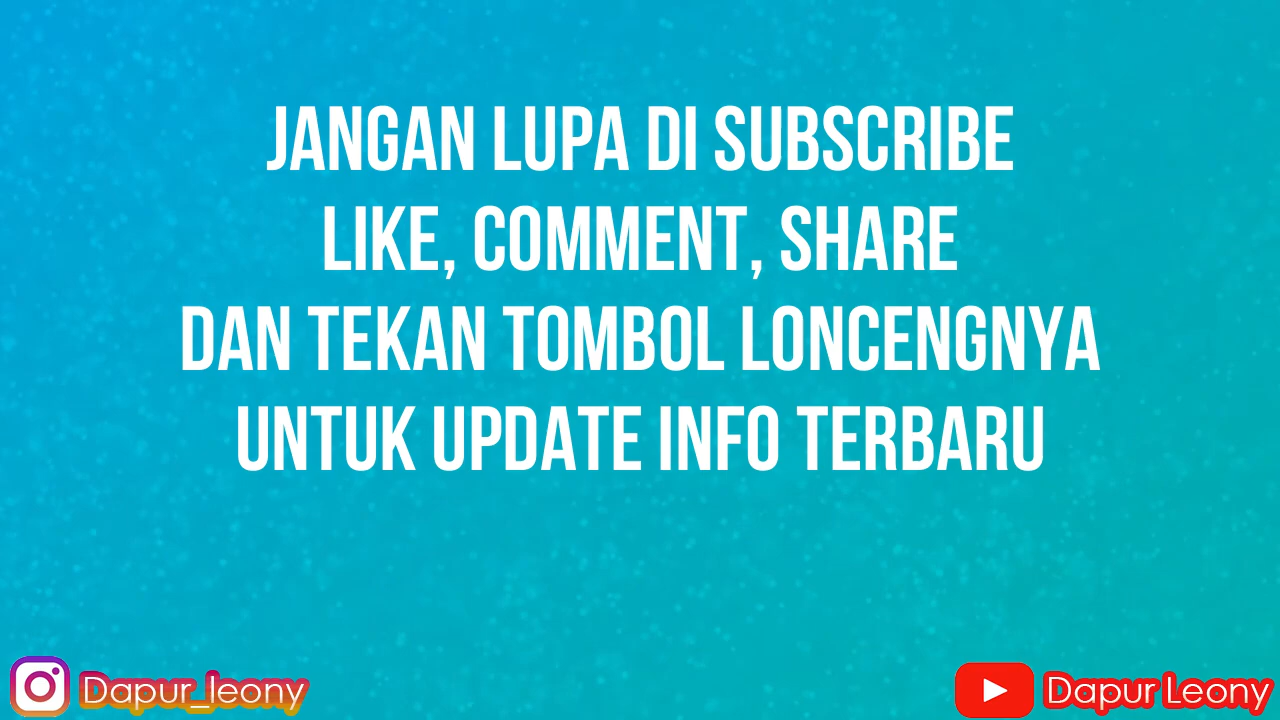 JANGAN LUPA DI SUBSCRIBE
LIKE, COMMENT, SHARE
DAN TEKAN TOMBOL LONCENGNYA
UNTUK UPDATE INFO TERBARU
Dapur_leony
Dapur Leony